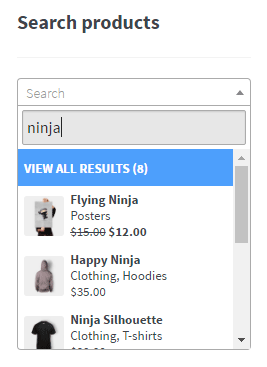 Search products
Search
ninja
VIEW ALL RESULTS (8)
Flying Ninja
Posters
$15.00 $12.00
Happy Ninja
Clothing, Hoodies
$35.00
Ninja Silhouette
Clothing, T-shirts